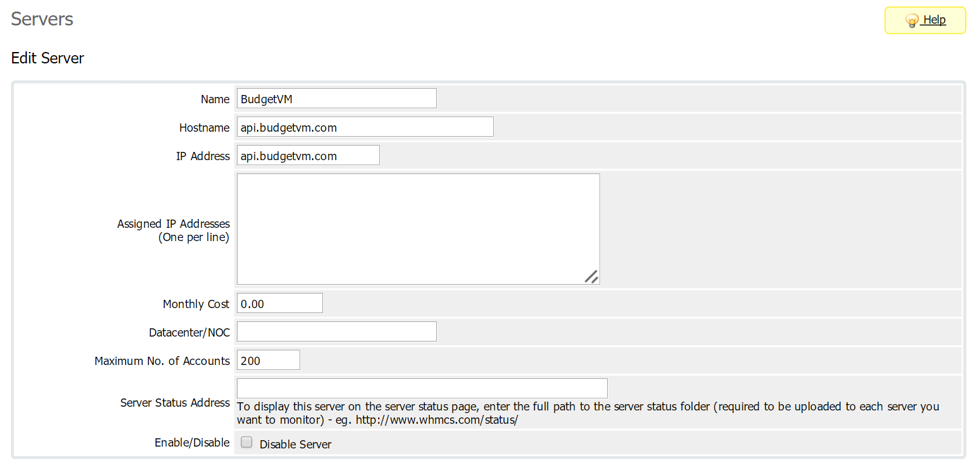 Servers
Help
Edit Server
Name BudgetVM
Hostname api.budgetvm.com
IP Address api.budgetvm.com
Assigned IP Addresses
(One per line)
Monthly Cost 0.00
Datacenter/NOC
Maximum No. of Accounts 200
Server Status Address
To display this server on the server status page, enter the full path to the server status folder (required to be uploaded to each server you
want to monitor) - eg. http://www.whmcs.com/status/
Enable/Disable Disable Server